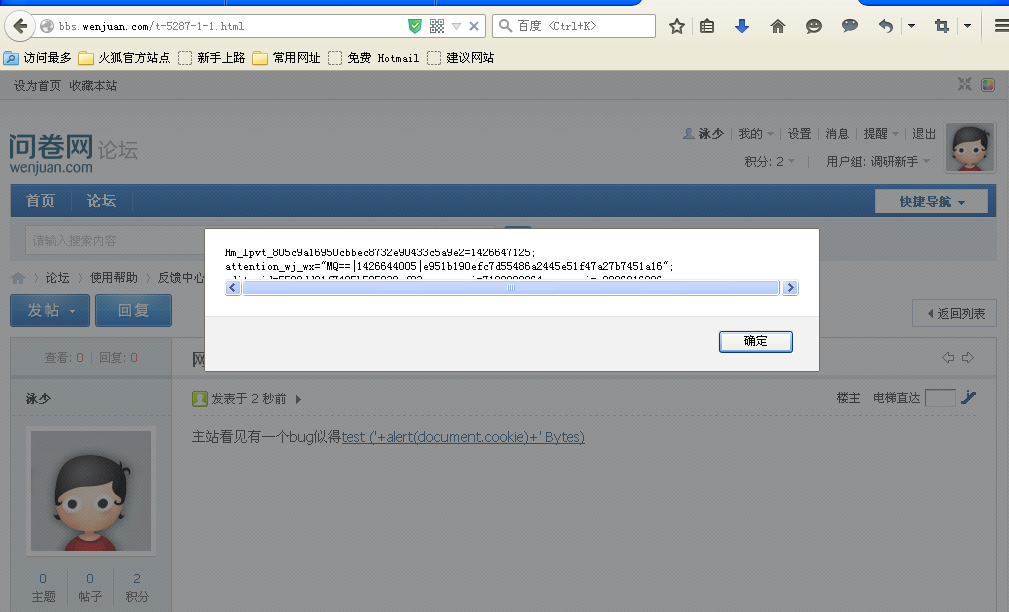 bbs.wenjuan.com/t-5287-1-1.html
百度 <Ctrl+K>
访问最多 火狐官方站点 新手上路 常用网址 免费 Hotmail 建议网站
设为首页 收藏本站
问卷网 论坛
wenjuan.com
泳少 我的 设置 消息 提醒 退出
积分: 2 用户组: 调研新手
首页 论坛 快捷导航
请输入搜索内容
Hm_lpvt_805c9a16950cbbec8732e90433c5a9e2=1426647125;
attention_wj_wx="MQ==|1426644005|e951b190efc7d55486a2445e51f47a27b7451a16";
论坛 使用帮助 反馈中心
发帖 回复
返回列表
确定
查看: 0 回复: 0
网
泳少
发表于 2 秒前
楼主 电梯直达
主站看见有一个bug似得test ('+alert(document.cookie)+' Bytes)
0 0 2
主题 帖子 积分